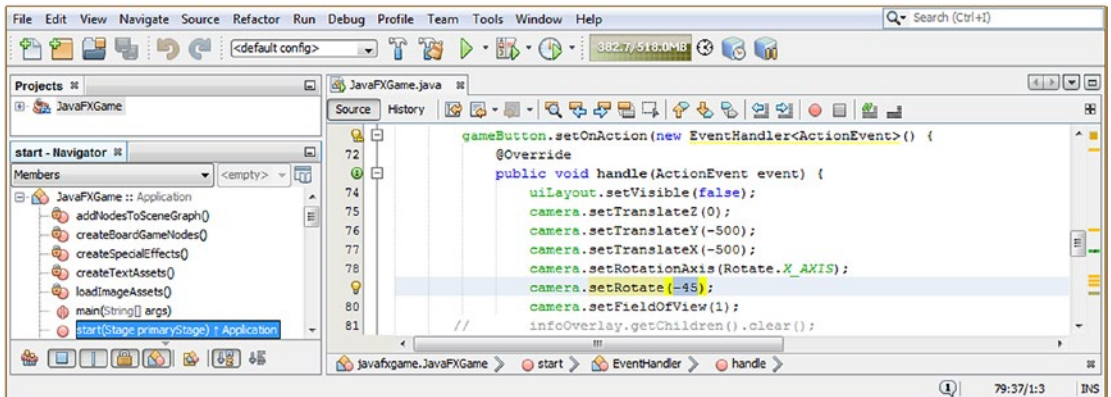 File Edit View Navigate Source Refactor Run Debug Profile Team Tools Window Help
Search (Ctrl+I)
<default config>
382.7/518.0MB
Projects
JavaFXGame
start - Navigator
Members
<empty>
JavaFXGame :: Application
addNodesToSceneGraph()
createBoardGameNodes()
createSpecialEffects()
createTextAssets()
loadImageAssets()
main(String[] args)
start(Stage primaryStage) ↑ Application
JavaFXGame.java
Source History
gameButton.setOnAction(new EventHandler<ActionEvent>() {
72 @Override
public void handle(ActionEvent event) {
74 uiLayout.setVisible(false);
75 camera.setTranslateZ(0);
76 camera.setTranslateY(-500);
77 camera.setTranslateX(-500);
78 camera.setRotationAxis(Rotate.X_AXIS);
camera.setRotate(-45);
80 camera.setFieldOfView(1);
81 // infoOverlay.getChildren().clear();
javafxgame.JavaFXGame start EventHandler handle
1 79:37/1:3 INS